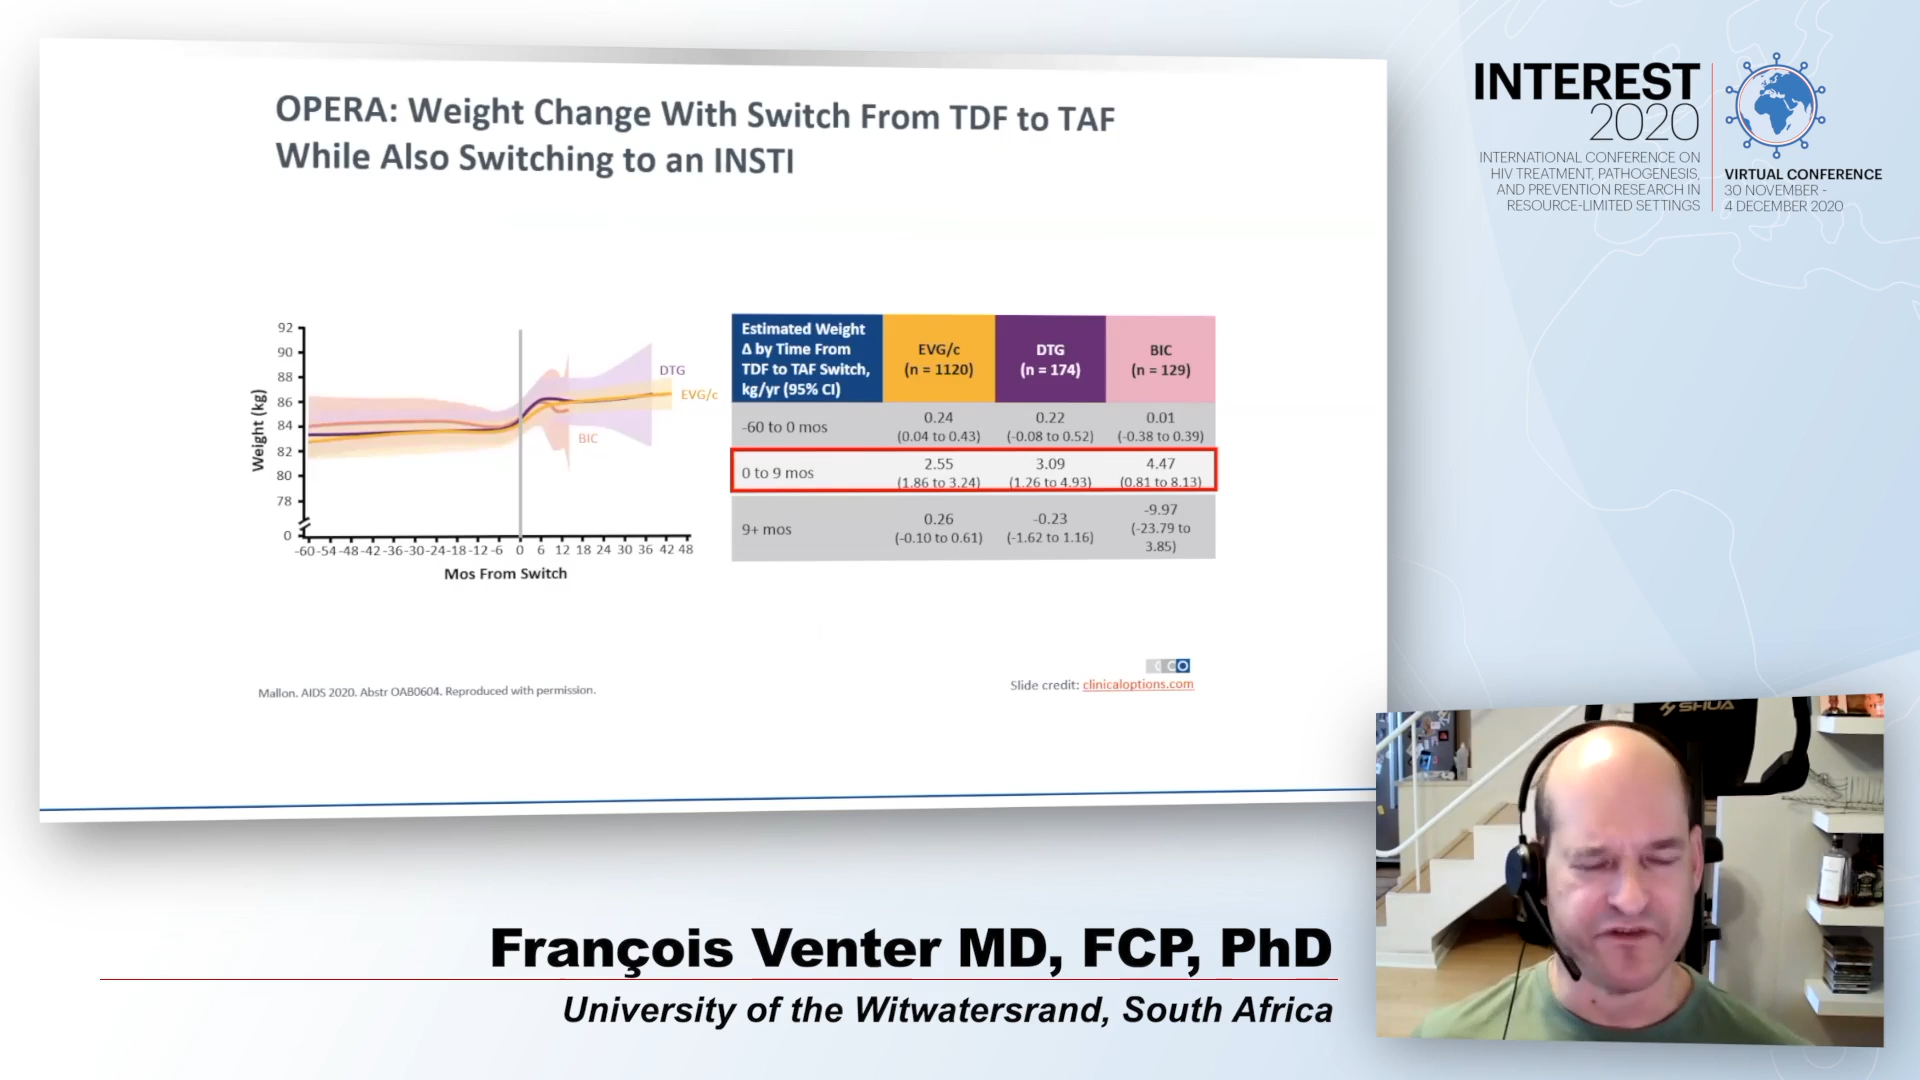 OPERA: Weight Change With Switch From TDF to TAF
While Also Switching to an INSTI
92
90
88
86
84
82
80
78
0
Weight (kg)
-60 -54 -48 -42 -36 -30 -24 -18 -12 -6 0 6 12 18 24 30 36 42 48
Mos From Switch
DTG
EVG/c
BIC
Estimated Weight
Δ by Time From
TDF to TAF Switch,
kg/yr (95% CI)
EVG/c
(n = 1120)
DTG
(n = 174)
BIC
(n = 129)
-60 to 0 mos
0.24
(0.04 to 0.43)
0.22
(-0.08 to 0.52)
0.01
(-0.38 to 0.39)
0 to 9 mos
2.55
(1.86 to 3.24)
3.09
(1.26 to 4.93)
4.47
(0.81 to 8.13)
9+ mos
0.26
(-0.10 to 0.61)
-0.23
(-1.62 to 1.16)
-9.97
(-23.79 to
3.85)
Mallon. AIDS 2020. Abstr OAB0604. Reproduced with permission.
CCO
Slide credit: clinicaloptions.com
INTEREST
2020
INTERNATIONAL CONFERENCE ON
HIV TREATMENT, PATHOGENESIS,
AND PREVENTION RESEARCH IN
RESOURCE-LIMITED SETTINGS
VIRTUAL CONFERENCE
30 NOVEMBER -
4 DECEMBER 2020
SHUA
François Venter MD, FCP, PhD
University of the Witwatersrand, South Africa